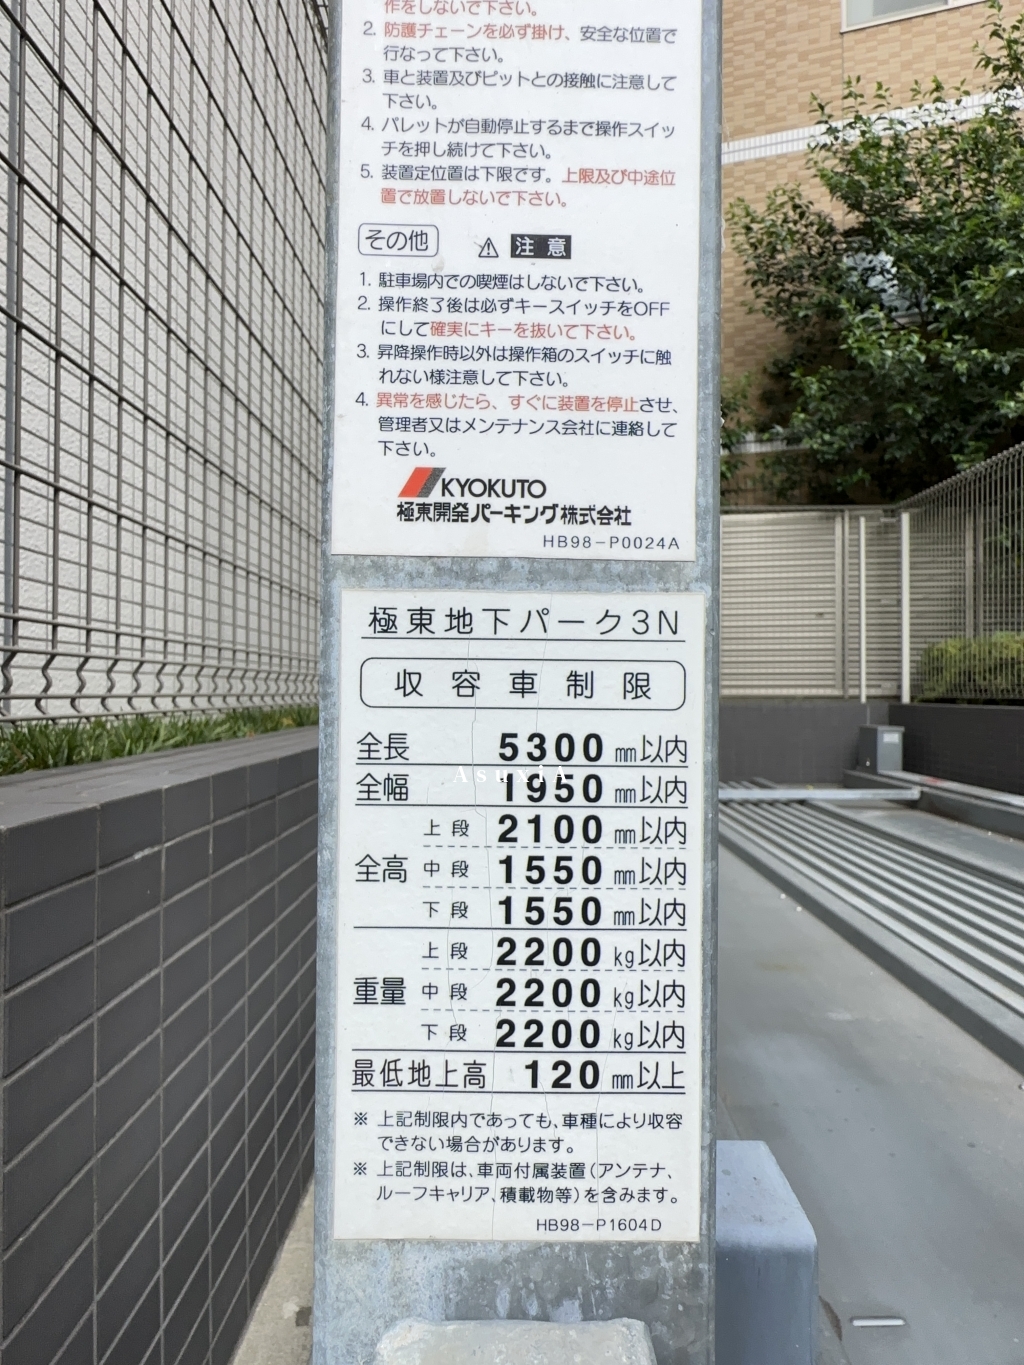 作をしないで下さい。
2. 防護チェーンを必ず掛け、安全な位置で
行なって下さい。
3. 車と装置及びピットとの接触に注意して
下さい。
4. パレットが自動停止するまで操作スイッ
チを押し続けて下さい。
5. 装置定位置は下限です。上限及び中途位
置で放置しないで下さい。
その他 注意
1. 駐車場内での喫煙はしないで下さい。
2. 操作終了後は必ずキースイッチをOFF
にして確実にキーを抜いて下さい。
3. 昇降操作時以外は操作箱のスイッチに触
れない様注意して下さい。
4. 異常を感じたら、すぐに装置を停止させ、
管理者又はメンテナンス会社に連絡して
下さい。
KYOKUTO
極東開発パーキング株式会社
HB98-P0024A
極東地下パーク3N
収容車制限
全長 5300mm以内
AsuxiA
全幅 1950mm以内
上段 2100mm以内
全高 中段 1550mm以内
下段 1550mm以内
上段 2200kg以内
重量 中段 2200kg以内
下段 2200kg以内
最低地上高 120mm以上
※ 上記制限内であっても、車種により収容
できない場合があります。
※ 上記制限は、車両付属装置(アンテナ、
ルーフキャリア、積載物等)を含みます。
HB98-P1604D